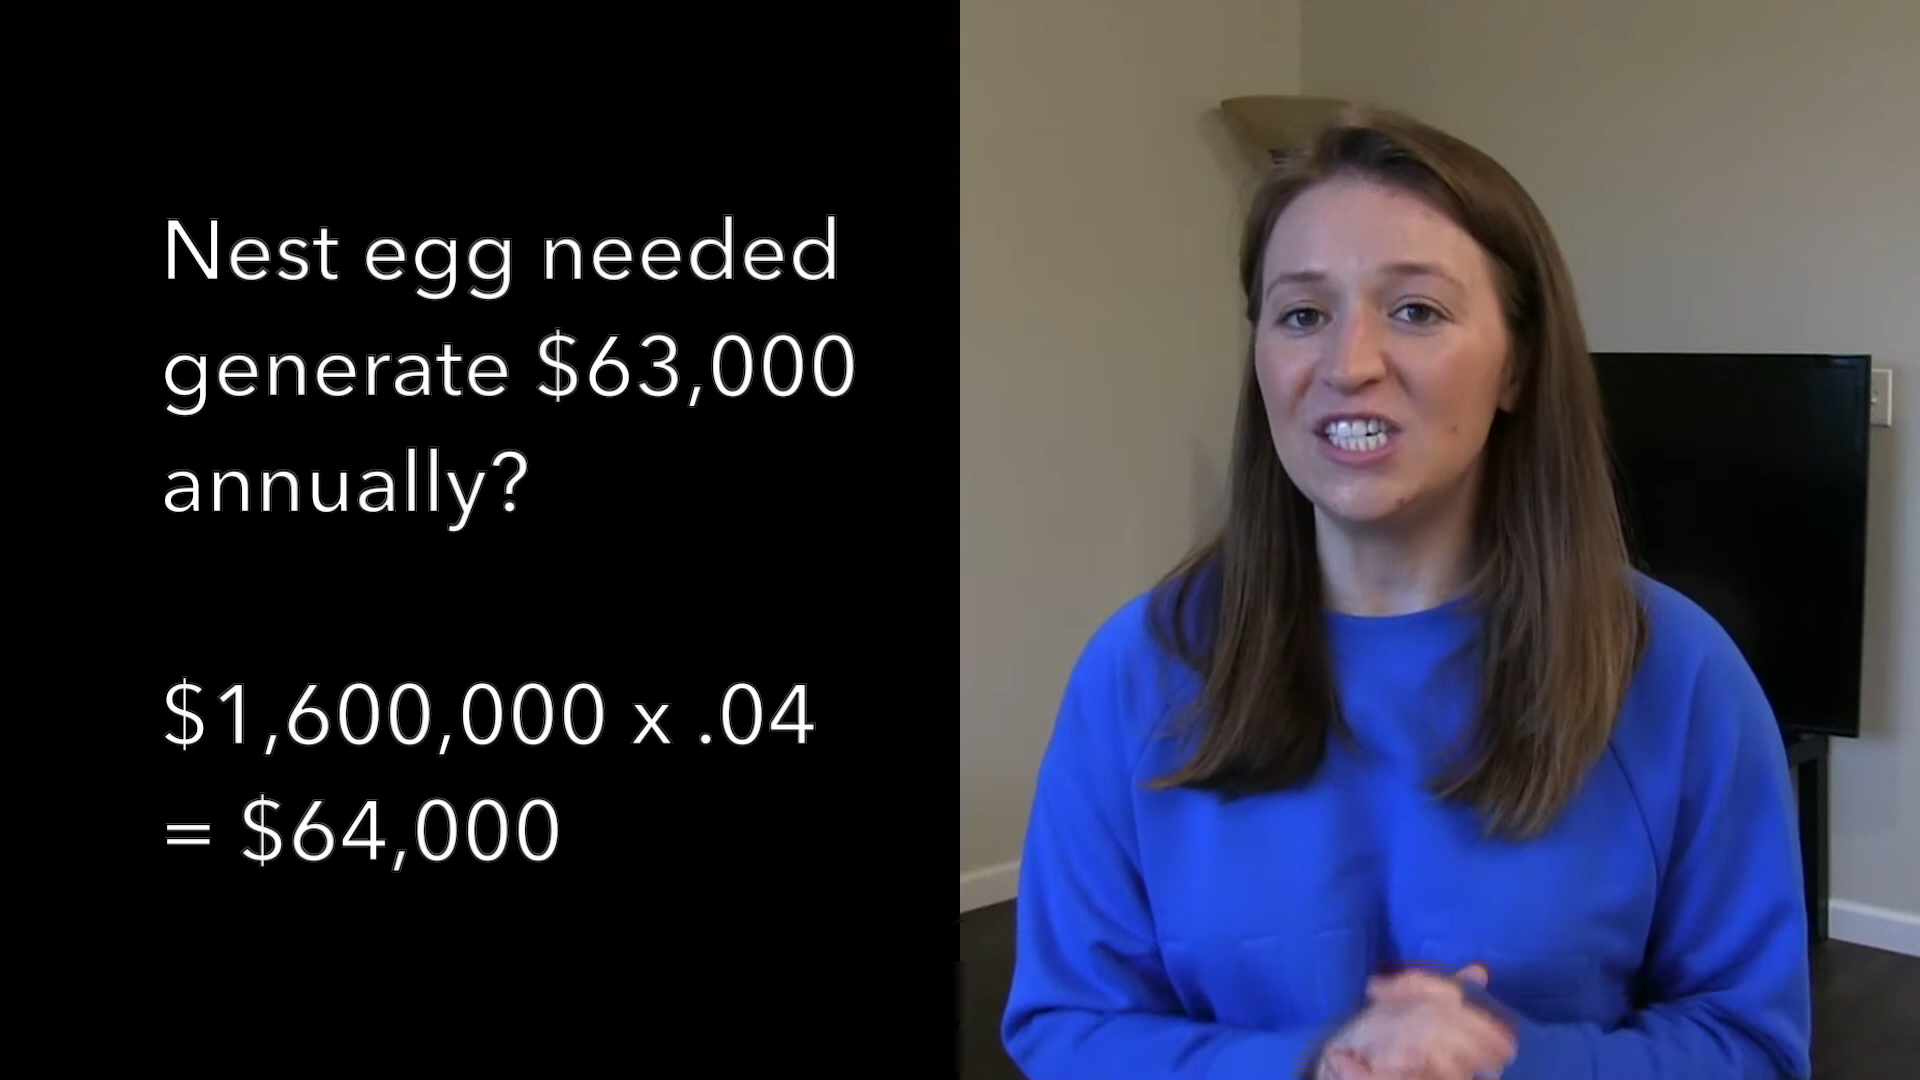 Nest egg needed
generate $63,000
annually?
$1,600,000 x .04
= $64,000